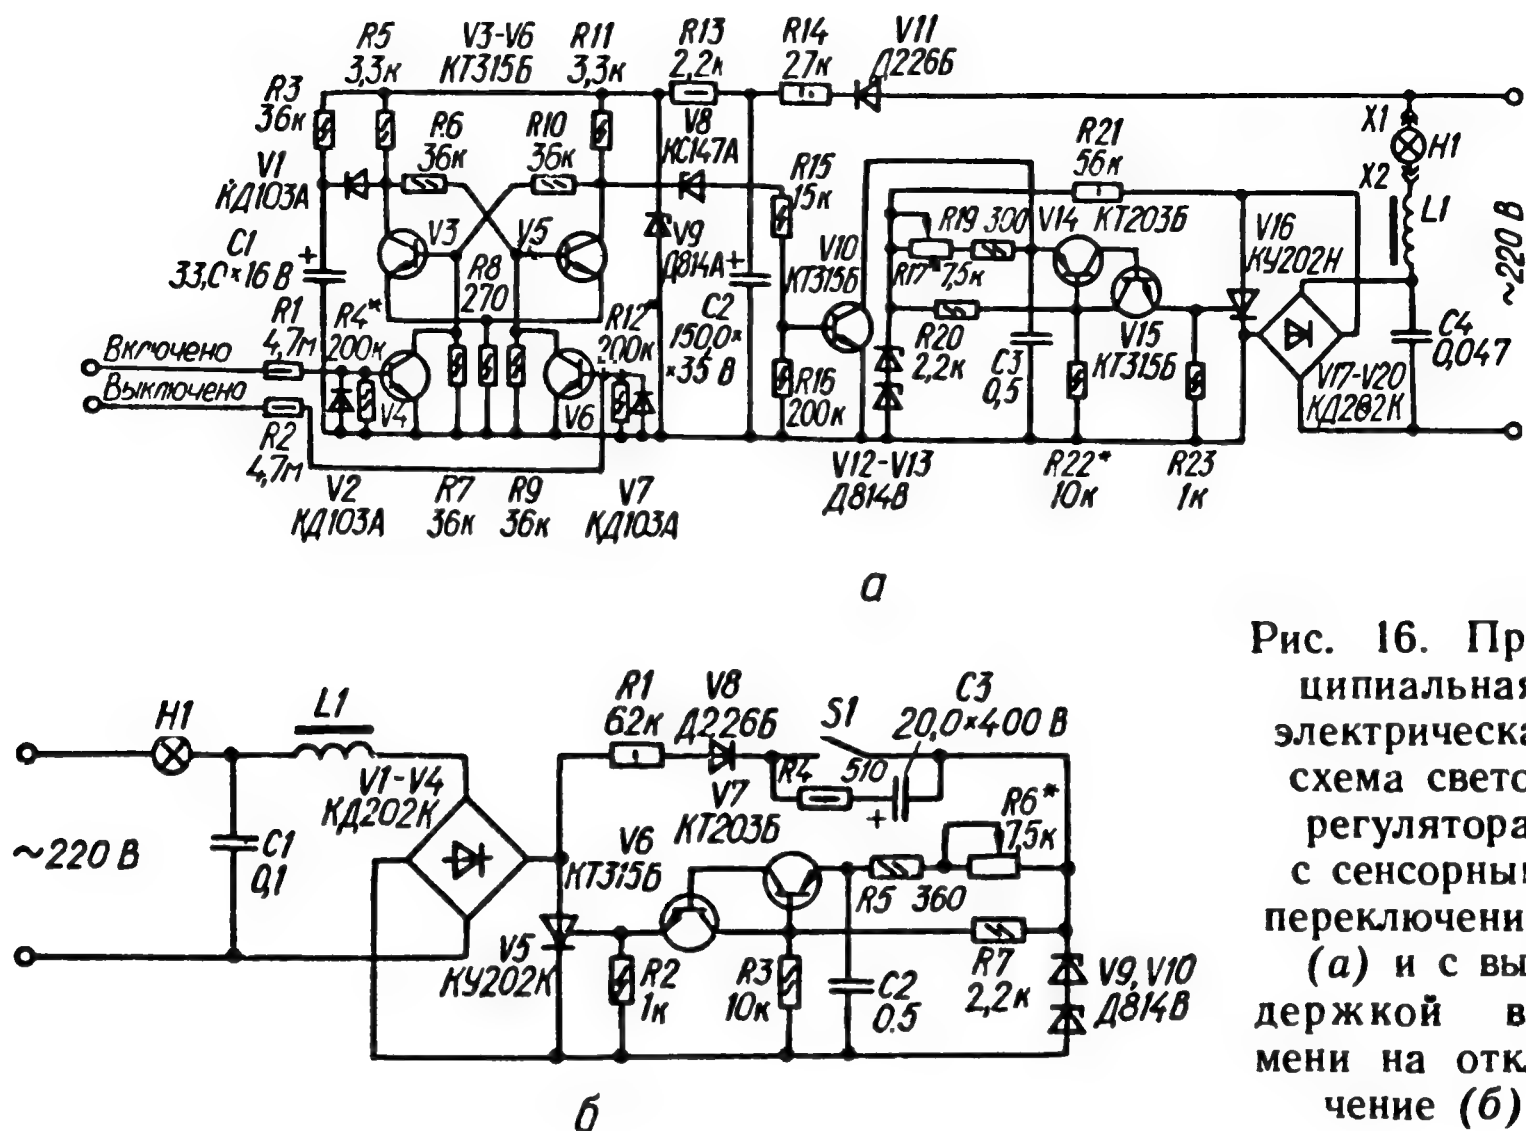 R5
3,3к
V3-V6
КТ315Б
R11
3,3к
R13
2,2к
R14
27к
V11
Д226Б
R3
36к
R6
36к
R10
36к
V8
КС147А
R15
15к
R21
56к
X1
H1
X2
V1
КД103А
V3
V5
V9
Д814А
V10
КТ315Б
R19 300
V14
КТ203Б
V16
КУ202Н
L1
~220 В
C1
33,0×16 В
+
R8
270
+
R17 7,5к
R1
4,7м
R4*
200к
R12*
200к
C2
150,0×
×35 В
R20
2,2к
C3
0,5
V15
КТ315Б
C4
0,047
Включено
Выключено
R16
200к
V17-V20
КД202К
V4
V6
R2
4,7м
V2
КД103А
R7
36к
R9
36к
V7
КД103А
V12-V13
Д814В
R22*
10к
R23
1к
а
H1
L1
R1
62к
V8
Д226Б
S1
C3
20,0×400 В
V1-V4
КД202К
R4
510
+
V7
КТ203Б
R6*
7,5к
~220 В
C1
0,1
V6
КТ315Б
R5 360
V5
КУ202К
R2
1к
R3
10к
C2
0.5
R7
2,2к
V9, V10
Д814В
б
Рис. 16. Пр
ципиальная
электрическа
схема свето
регулятора
с сенсорны
переключени
(а) и с вы
держкой в
мени на отк
чение (б)